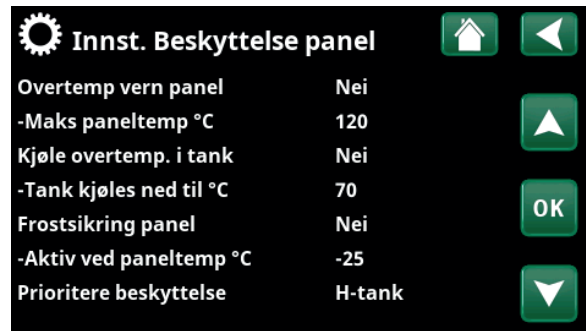 Innst. Beskyttelse panel
Overtemp vern panel Nei
-Maks paneltemp °C 120
Kjøle overtemp. i tank Nei
-Tank kjøles ned til °C 70
Frostsikring panel Nei
-Aktiv ved paneltemp °C -25
Prioritere beskyttelse H-tank
OK